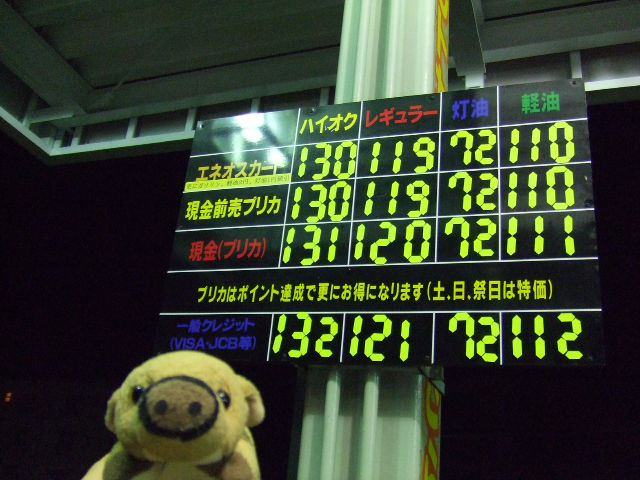 ハイオク レギュラー 灯油 軽油
エネオスカード 130 119 72 110
現金前売プリカ 130 119 72 110
現金(プリカ) 131 120 72 111
プリカはポイント達成で更にお得になります(土、日、祭日は特価)
一般クレジット
(VISA・JCB等) 132 121 72 112